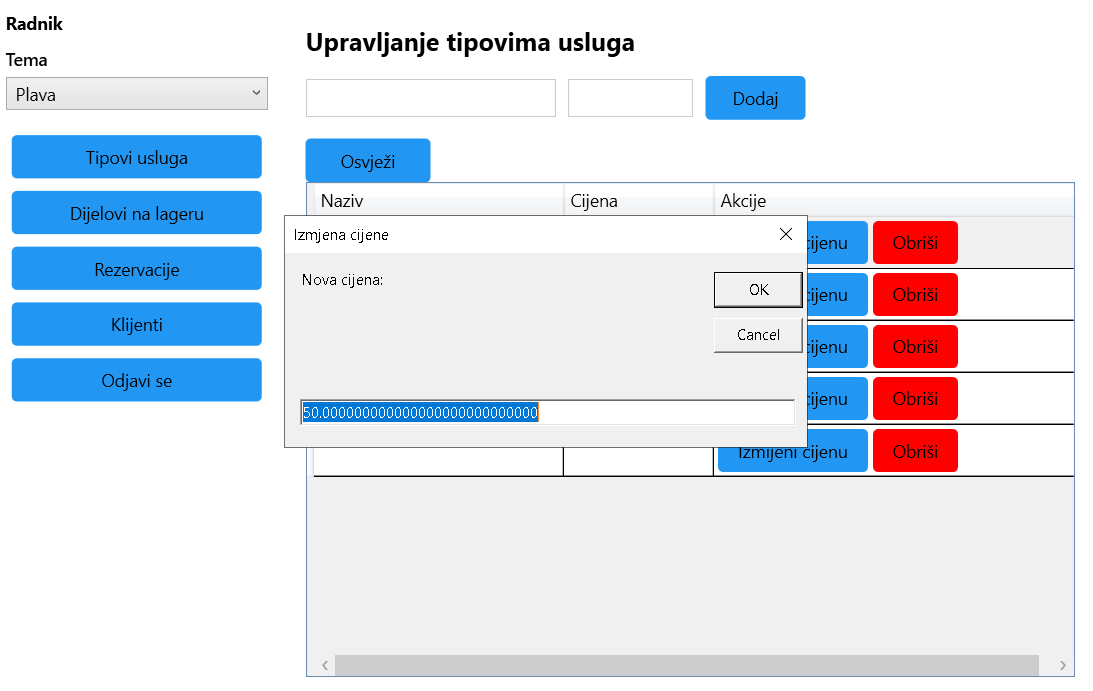 Radnik
Tema
Plava
Tipovi usluga
Dijelovi na lageru
Rezervacije
Klijenti
Odjavi se
Upravljanje tipovima usluga
Dodaj
Osvježi
Naziv Cijena Akcije
cijenu Obriši
cijenu Obriši
cijenu Obriši
cijenu Obriši
Izmijeni cijenu Obriši
Izmjena cijene
Nova cijena:
OK
Cancel
50.000000000000000000000000000